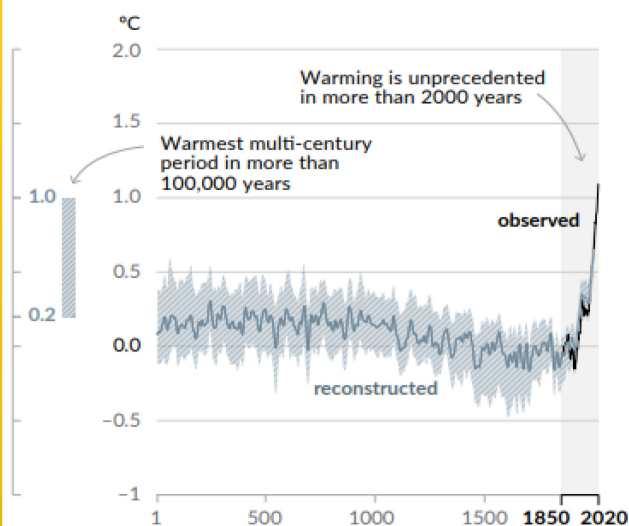 °C
2.0
Warming is unprecedented
in more than 2000 years
1.5
Warmest multi-century
period in more than
100,000 years
1.0
1.0
observed
0.5
0.2
0.0
reconstructed
−0.5
−1
1 500 1000 1500 1850 2020